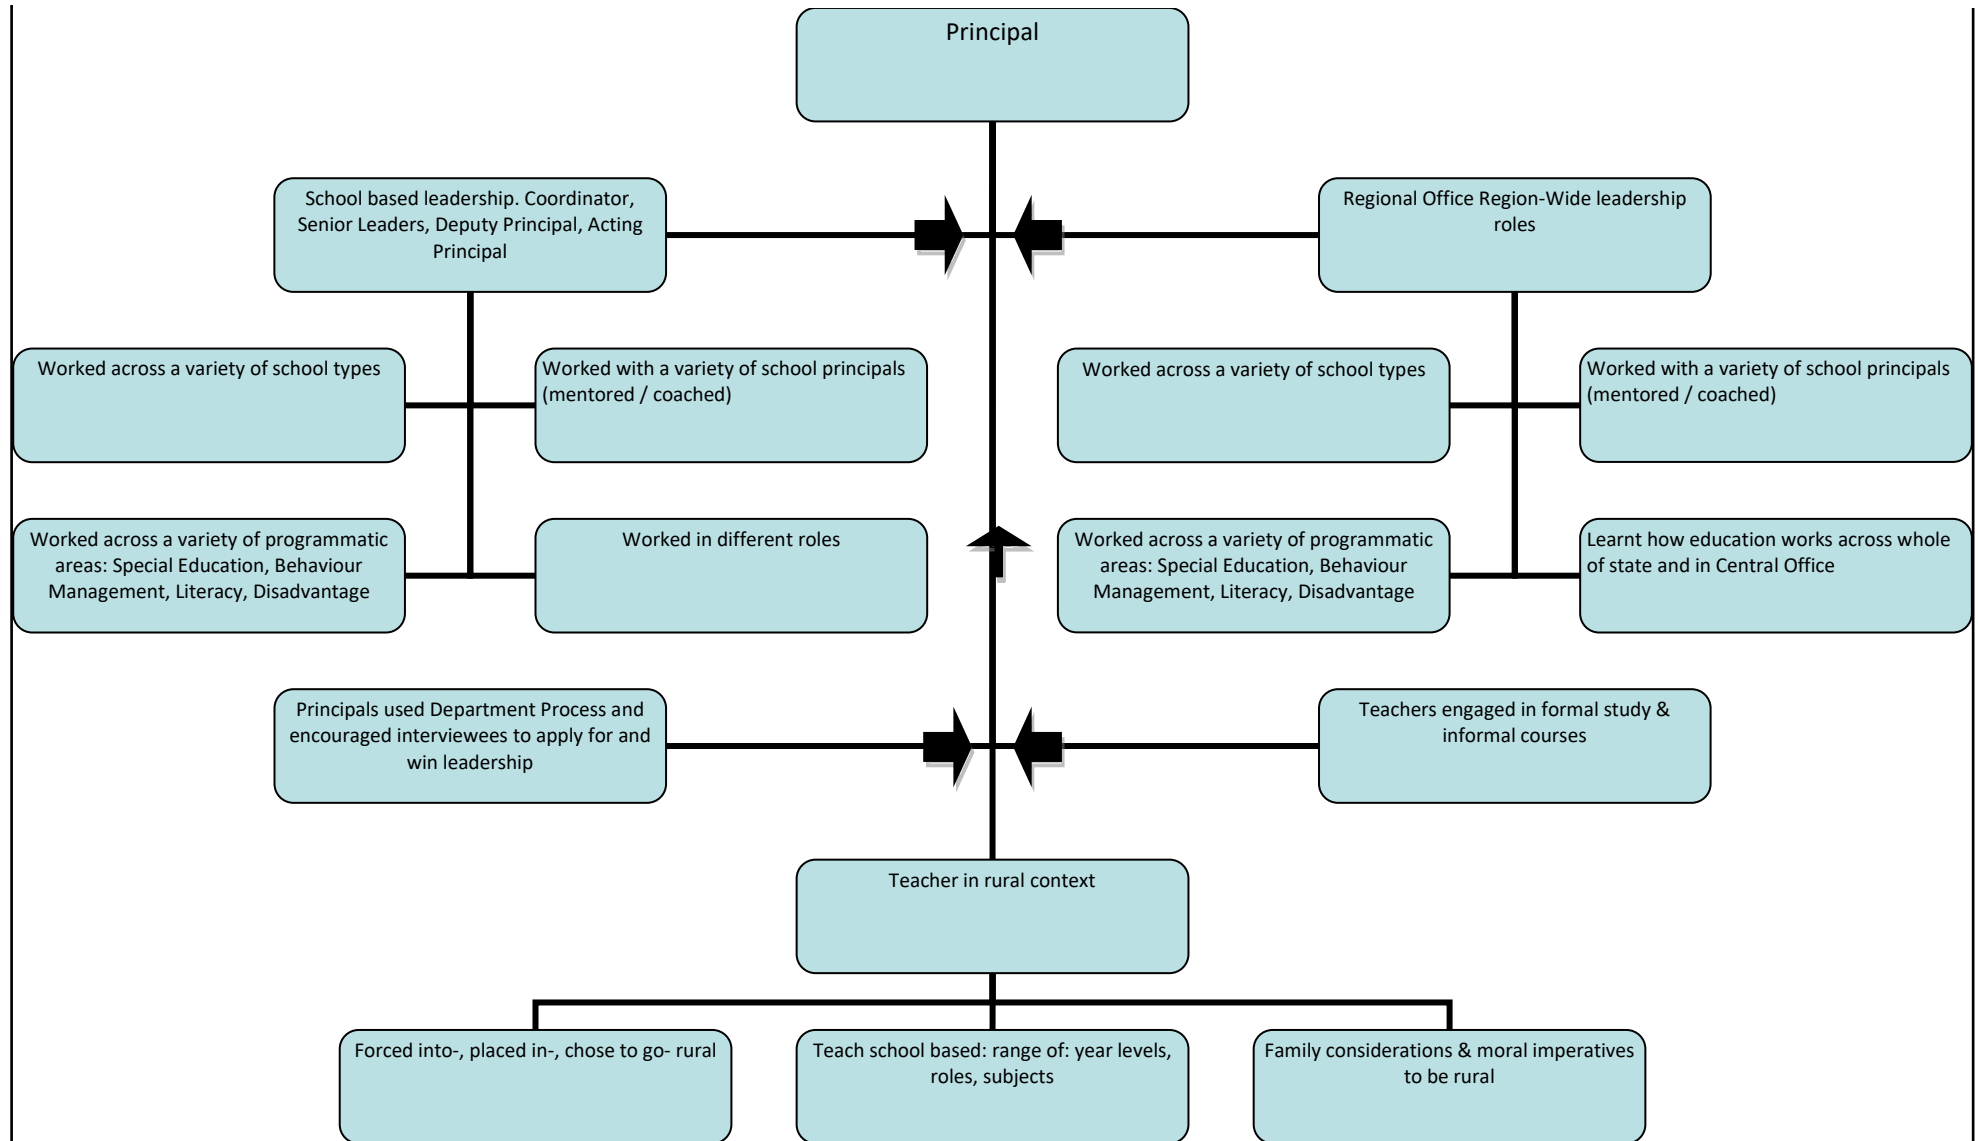 Principal
School based leadership. Coordinator,
Senior Leaders, Deputy Principal, Acting
Principal
Regional Office Region-Wide leadership
roles
Worked across a variety of school types
Worked with a variety of school principals
(mentored / coached)
Worked across a variety of school types
Worked with a variety of school principals
(mentored / coached)
Worked across a variety of programmatic
areas: Special Education, Behaviour
Management, Literacy, Disadvantage
Worked in different roles
Worked across a variety of programmatic
areas: Special Education, Behaviour
Management, Literacy, Disadvantage
Learnt how education works across whole
of state and in Central Office
Principals used Department Process and
encouraged interviewees to apply for and
win leadership
Teachers engaged in formal study &
informal courses
Teacher in rural context
Forced into-, placed in-, chose to go- rural
Teach school based: range of: year levels,
roles, subjects
Family considerations & moral imperatives
to be rural